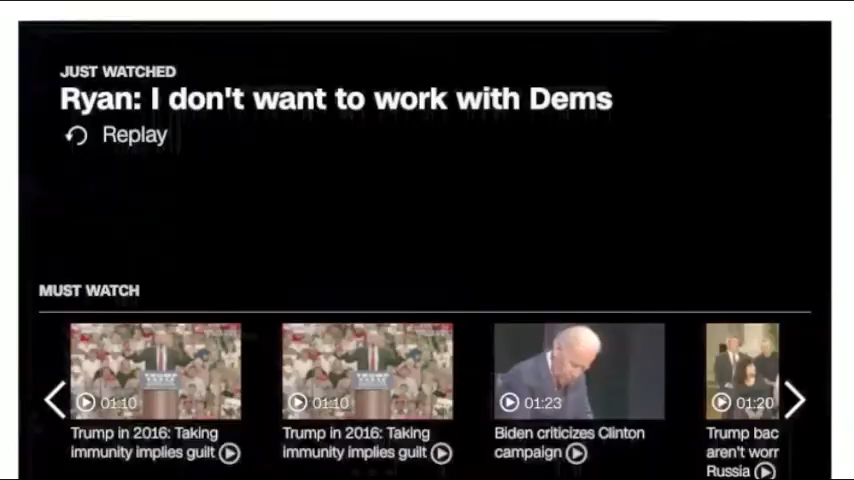 JUST WATCHED
Ryan: I don't want to work with Dems
Replay
MUST WATCH
01:10
01:10
01:23
01:20
Trump in 2016: Taking
immunity implies guilt
Trump in 2016: Taking
immunity implies guilt
Biden criticizes Clinton
campaign
Trump bac
aren't worr
Russia